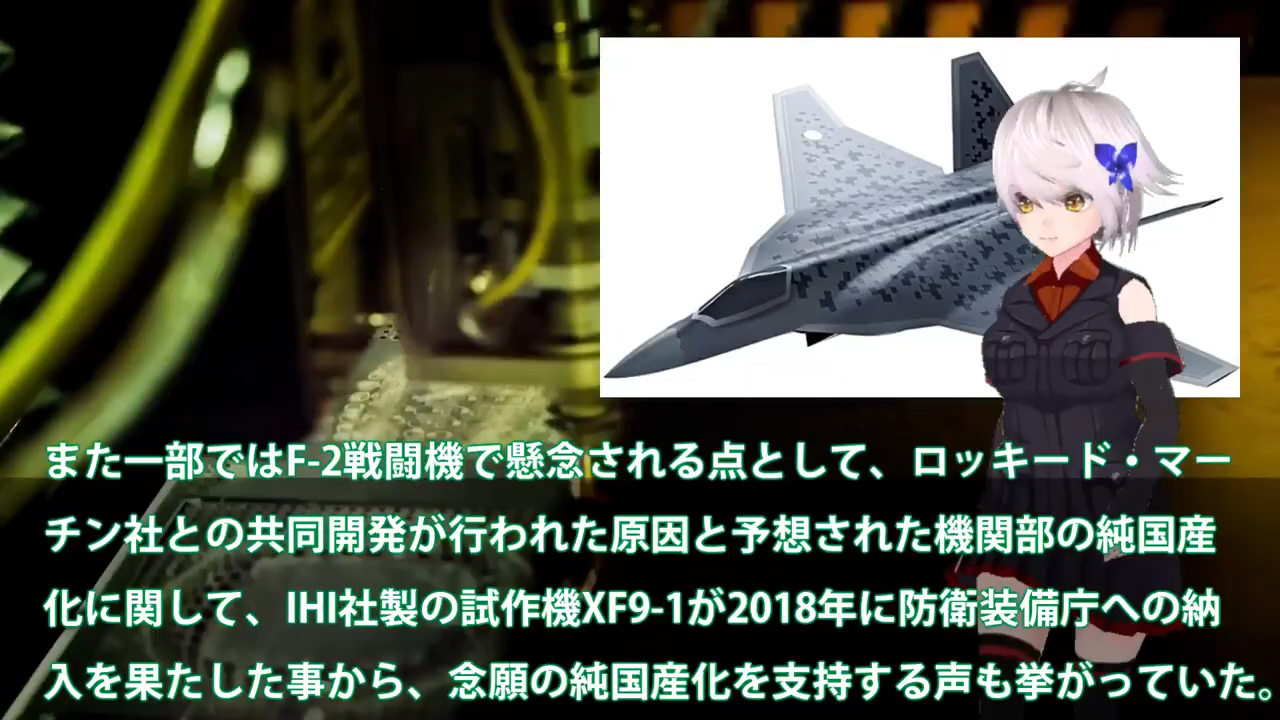 また一部ではF-2戦闘機で懸念される点として、ロッキード・マー
チン社との共同開発が行われた原因と予想された機関部の純国産
化に関して、IHI社製の試作機XF9-1が2018年に防衛装備庁への納
入を果たした事から、念願の純国産化を支持する声も挙がっていた。